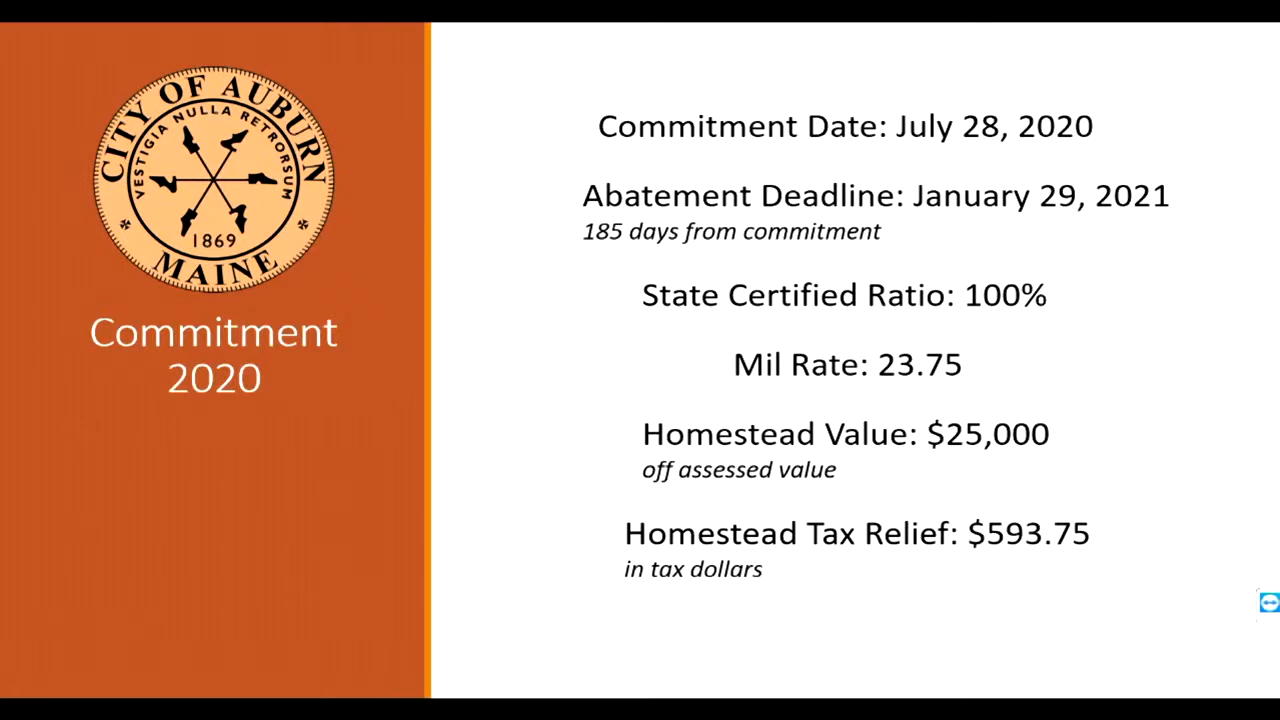 CITY OF AUBURN
VESTIGIA NULLA RETRORSUM
1869
MAINE
Commitment
2020
Commitment Date: July 28, 2020
Abatement Deadline: January 29, 2021
185 days from commitment
State Certified Ratio: 100%
Mil Rate: 23.75
Homestead Value: $25,000
off assessed value
Homestead Tax Relief: $593.75
in tax dollars